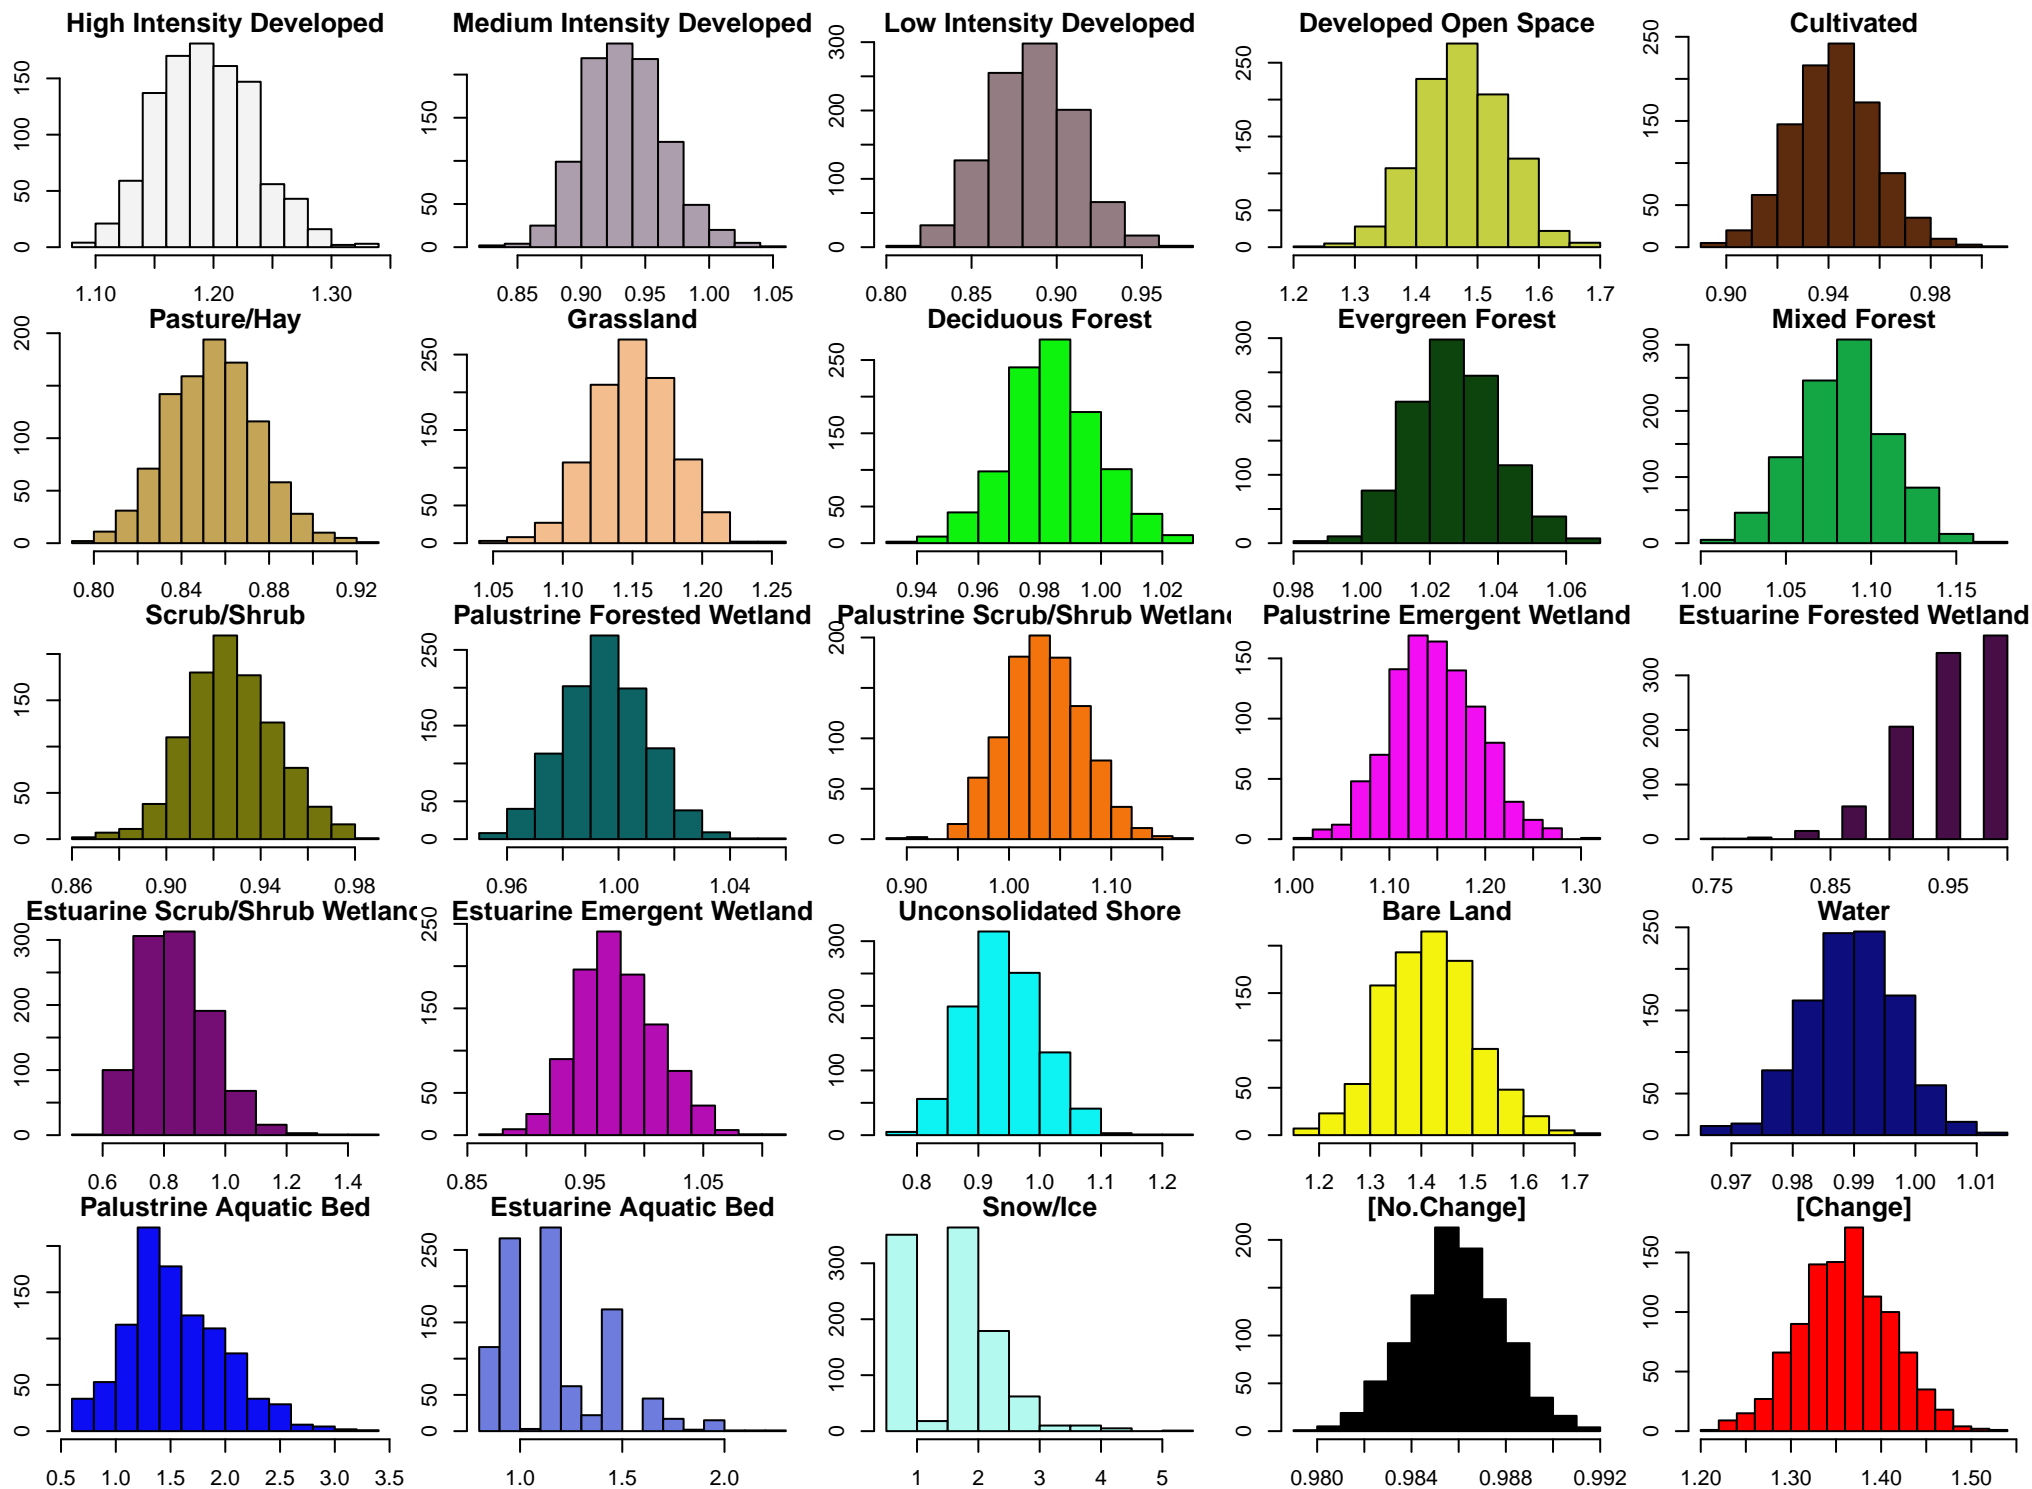 High Intensity Developed
0 50 100 150
1.10 1.20 1.30
Medium Intensity Developed
0 50 150
0.85 0.90 0.95 1.00 1.05
Low Intensity Developed
0 100 200 300
0.80 0.85 0.90 0.95
Developed Open Space
0 50 150 250
1.2 1.3 1.4 1.5 1.6 1.7
Cultivated
0 50 150 250
0.90 0.94 0.98
Pasture/Hay
0 50 100 200
0.80 0.84 0.88 0.92
Grassland
0 50 150 250
1.05 1.10 1.15 1.20 1.25
Deciduous Forest
0 50 150 250
0.94 0.96 0.98 1.00 1.02
Evergreen Forest
0 100 200 300
0.98 1.00 1.02 1.04 1.06
Mixed Forest
0 100 200 300
1.00 1.05 1.10 1.15
Scrub/Shrub
0 50 150
0.86 0.90 0.94 0.98
Palustrine Forested Wetland
0 50 150 250
0.96 1.00 1.04
Palustrine Scrub/Shrub Wetland
0 100 200
0.90 1.00 1.10
Palustrine Emergent Wetland
0 50 100 150
1.00 1.10 1.20 1.30
Estuarine Forested Wetland
0 100 200 300
0.75 0.85 0.95
Estuarine Scrub/Shrub Wetland
0 100 200 300
0.6 0.8 1.0 1.2 1.4
Estuarine Emergent Wetland
0 50 150 250
0.85 0.95 1.05
Unconsolidated Shore
0 100 200 300
0.8 0.9 1.0 1.1 1.2
Bare Land
0 50 150
1.2 1.3 1.4 1.5 1.6 1.7
Water
0 50 150 250
0.97 0.98 0.99 1.00 1.01
Palustrine Aquatic Bed
0 50 150
0.5 1.0 1.5 2.0 2.5 3.0 3.5
Estuarine Aquatic Bed
0 50 150 250
1.0 1.5 2.0
Snow/Ice
0 100 200 300
1 2 3 4 5
[No.Change]
0 50 100 200
0.980 0.984 0.988 0.992
[Change]
0 50 100 150
1.20 1.30 1.40 1.50